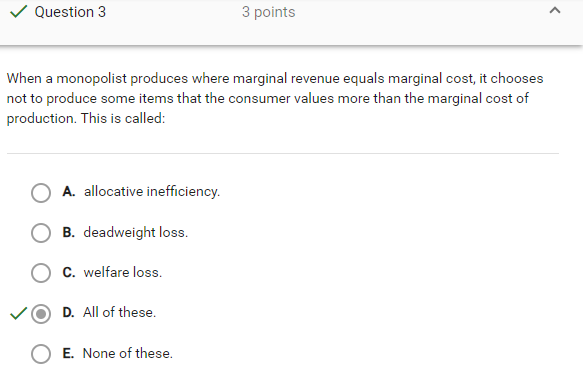 Question 3 3 points
When a monopolist produces where marginal revenue equals marginal cost, it chooses
not to produce some items that the consumer values more than the marginal cost of
production. This is called:
A. allocative inefficiency.
B. deadweight loss.
C. welfare loss.
D. All of these.
E. None of these.